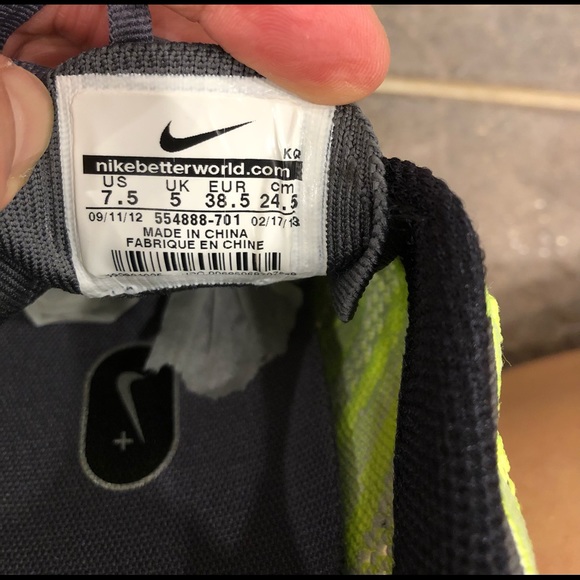 KQ
nikebetterworld.com
US UK EUR cm
7.5 5 38.5 24.5
09/11/12 554888-701 02/17/13
MADE IN CHINA
FABRIQUE EN CHINE